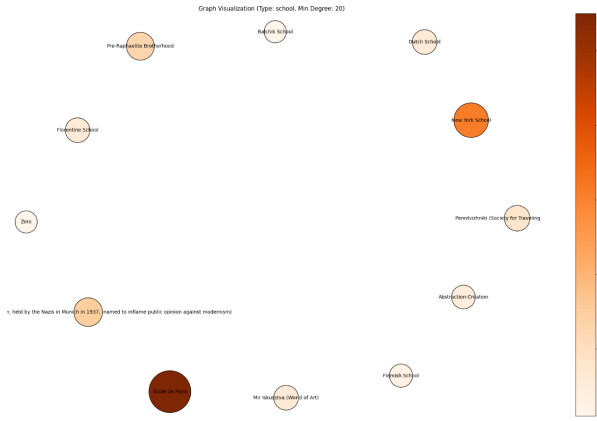 Graph Visualization (Type: school, Min Degree: 20)
Balchik School
Dutch School
Pre-Raphaelite Brotherhood
New York School
Florentine School
Peredvizhniki (Society for Traveling
Zero
Abstraction-Creation
, held by the Nazis in Munich in 1937, named to inflame public opinion against modernism)
Flemish School
École de Paris
Mir Iskusstva (World of Art)